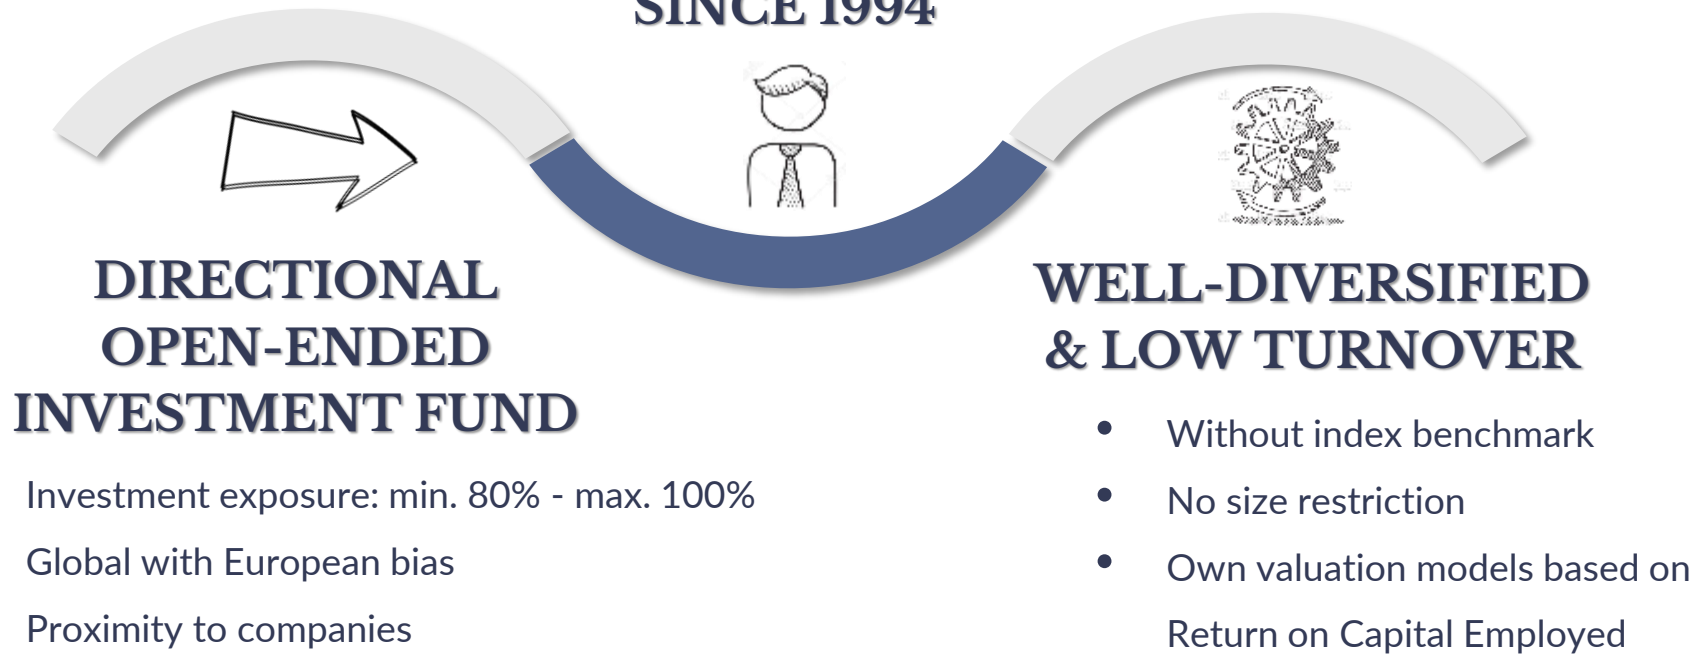 SINCE 1994
DIRECTIONAL
OPEN-ENDED
INVESTMENT FUND
Investment exposure: min. 80% - max. 100%
Global with European bias
Proximity to companies
WELL-DIVERSIFIED
& LOW TURNOVER
• Without index benchmark
• No size restriction
• Own valuation models based on
Return on Capital Employed